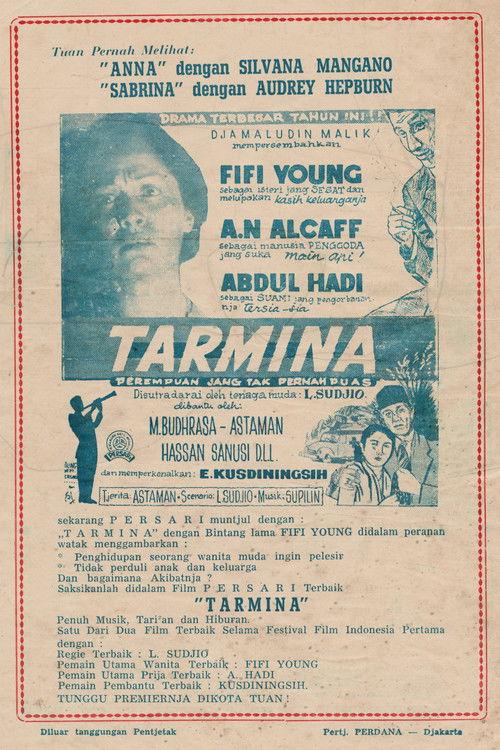 Tuan Pernah Melihat:
"ANNA" dengan SILVANA MANGANO
"SABRINA" dengan AUDREY HEPBURN
DRAMA TERBESAR TAHUN INI!!!
DJAMALUDIN MALIK
mempersembahkan
FIFI YOUNG
sebagai isteri jang SESAT dan
melupakan kasih keluarganja
A.N ALCAFF
sebagai manusia PENGGODA
jang suka main api!
ABDUL HADI
sebagai SUAMI jang pengorbanan
nja tersia-sia
TARMINA
PEREMPUAN JANG TAK PERNAH PUAS
Disutradarai oleh tenaga muda: L. SUDJIO.
dibantu oleh:
M. BUDHRASA - ASTAMAN
HASSAN SANUSI DLL.
PERSARI
dan memperkenalkan: E. KUSDININGSIH
Tjerita: ASTAMAN • Scenario: L SUDJIO • Musik: SUPILIN
sekarang PERSARI muntjul dengan :
„TARMINA" dengan Bintang lama FIFI YOUNG didalam peranan
watak menggambarkan :
° Penghidupan seorang wanita muda ingin pelesir
° Tidak perduli anak dan keluarga
Dan bagaimana Akibatnja ?
Saksikanlah didalam Film PERSARI Terbaik
"TARMINA"
Penuh Musik, Tari'an dan Hiburan.
Satu Dari Dua Film Terbaik Selama Festival Film Indonesia Pertama
dengan :
Regie Terbaik : L. SUDJIO
Pemain Utama Wanita Terbaik : FIFI YOUNG
Pemain Utama Prija Terbaik : A. HADI
Pemain Pembantu Terbaik : KUSDININGSIH.
TUNGGU PREMIERNJA DIKOTA TUAN!
Diluar tanggungan Pentjetak
Pertj. PERDANA — Djakarta